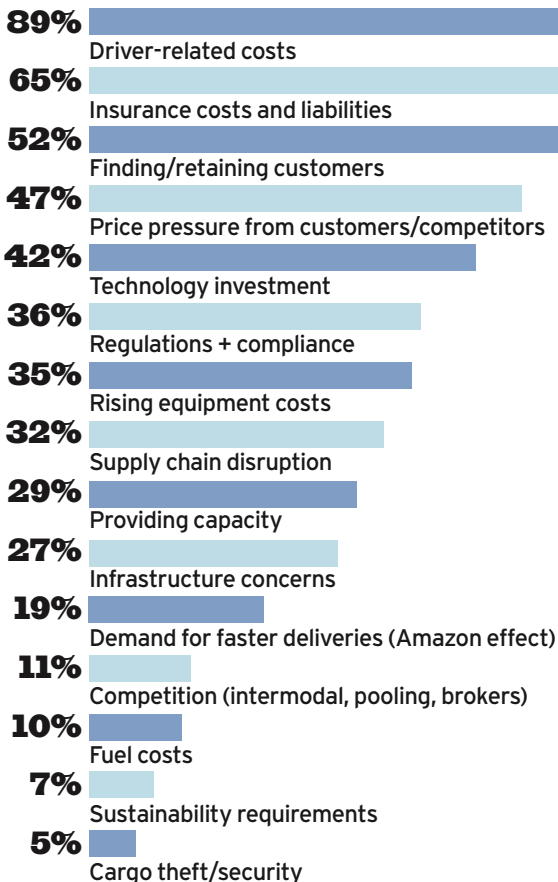 89%
Driver-related costs
65%
Insurance costs and liabilities
52%
Finding/retaining customers
47%
Price pressure from customers/competitors
42%
Technology investment
36%
Regulations + compliance
35%
Rising equipment costs
32%
Supply chain disruption
29%
Providing capacity
27%
Infrastructure concerns
19%
Demand for faster deliveries (Amazon effect)
11%
Competition (intermodal, pooling, brokers)
10%
Fuel costs
7%
Sustainability requirements
5%
Cargo theft/security